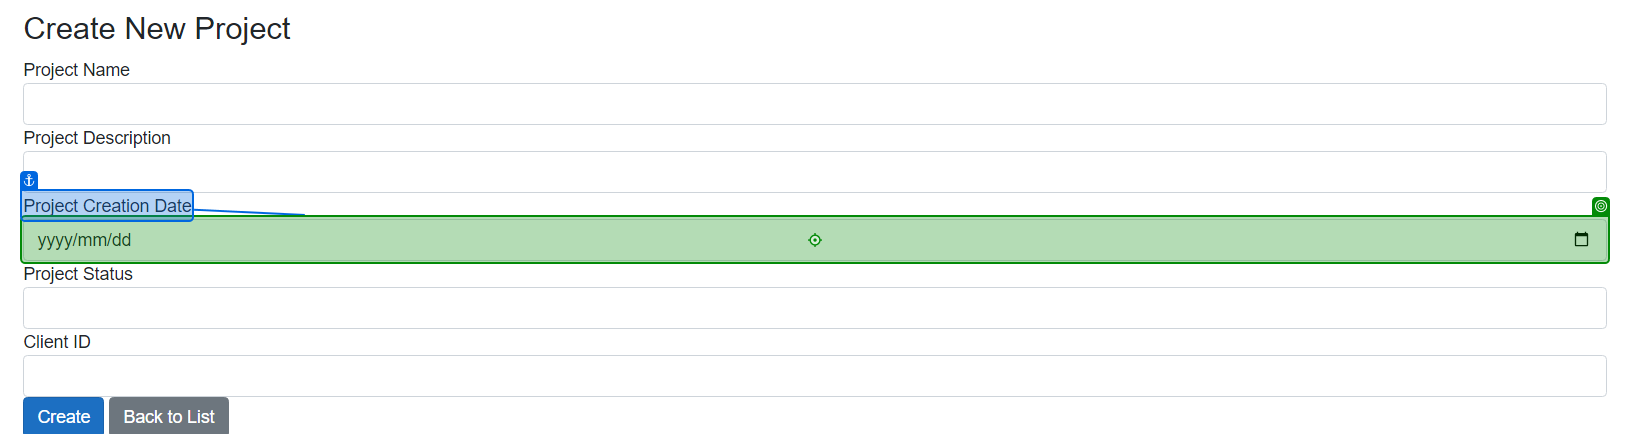 Create New Project
Project Name
Project Description
Project Creation Date
yyyy/mm/dd
Project Status
Client ID
Create Back to List